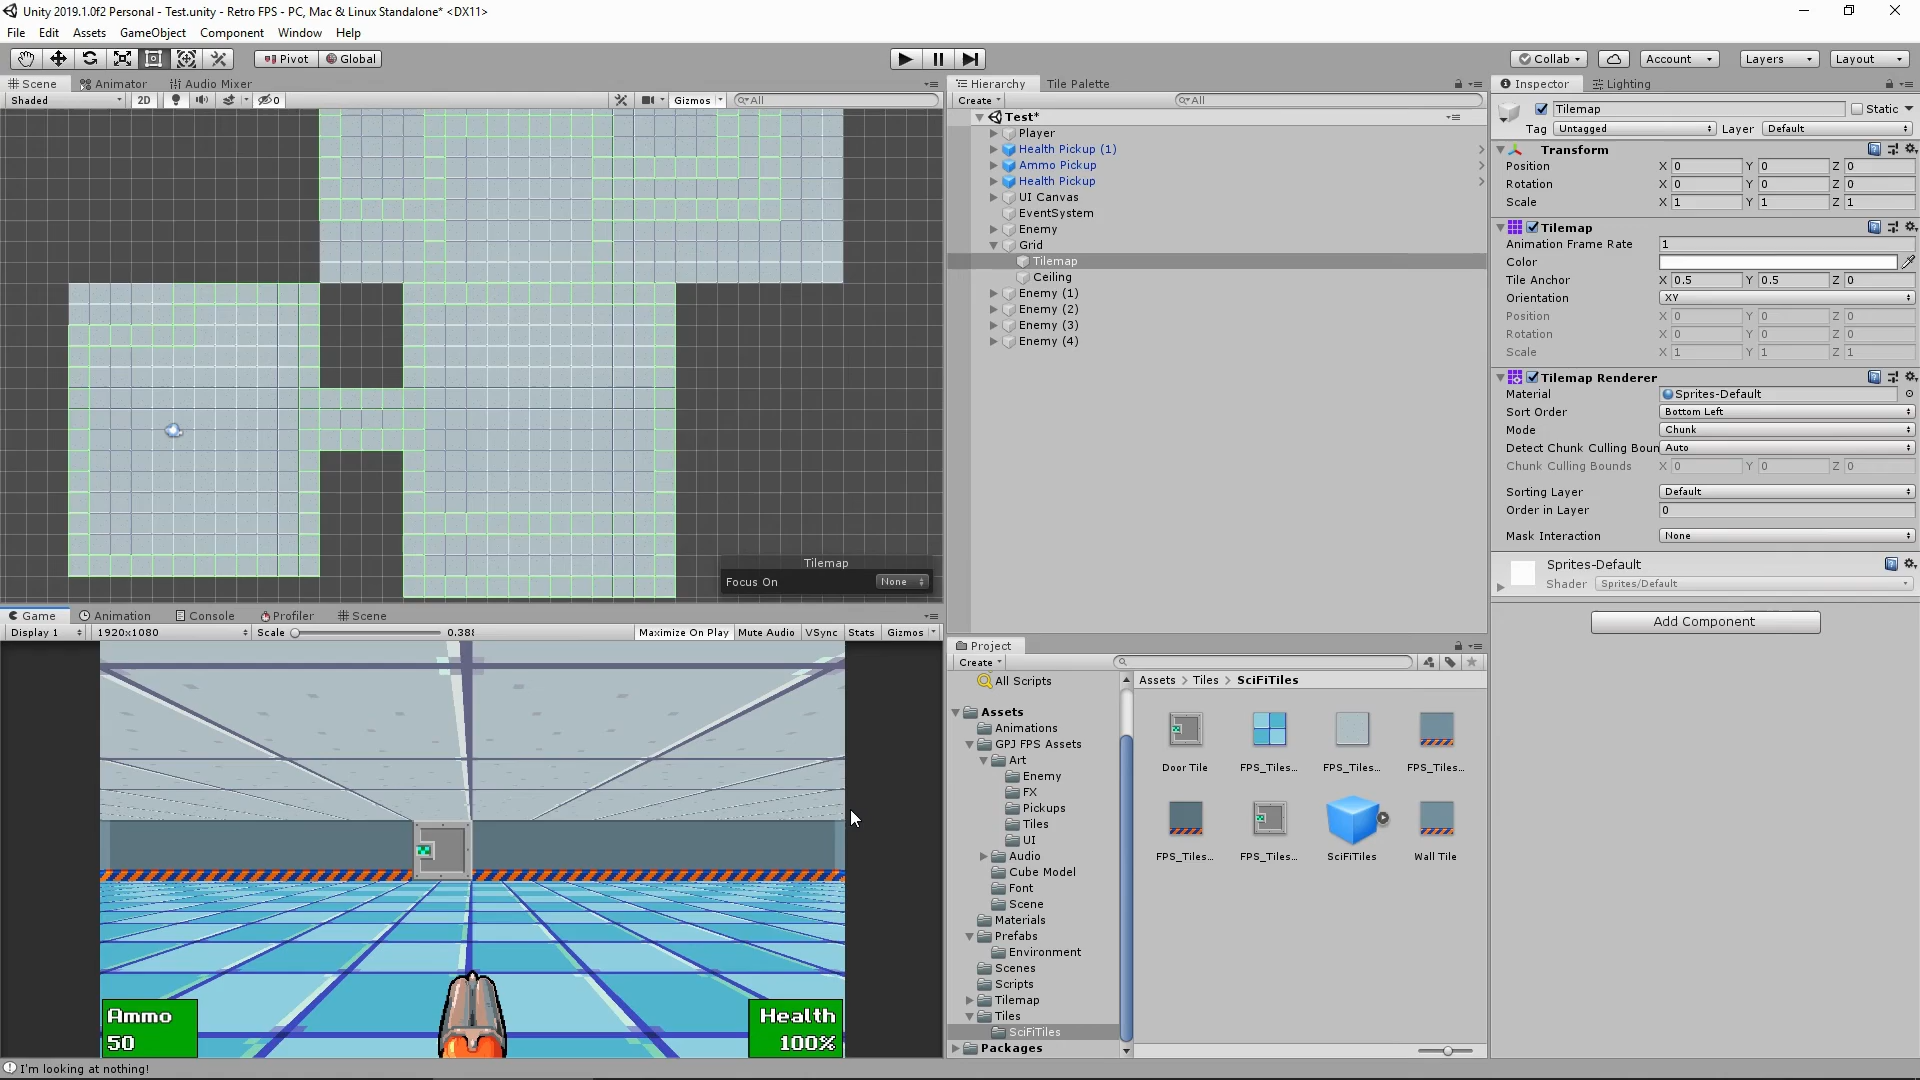 Unity 2019.1.0f2 Personal - Test.unity - Retro FPS - PC, Mac & Linux Standalone* <DX11>
File Edit Assets GameObject Component Window Help
Pivot Global Collab Account Layers Layout
Scene Animator Audio Mixer
Shaded 2D 0 Gizmos All
Tilemap
Focus On None
Game Animation Console Profiler Scene
Display 1 1920x1080 Scale 0.38 Maximize On Play Mute Audio VSync Stats Gizmos
Ammo
50
Health
100%
I'm looking at nothing!
Hierarchy Tile Palette
Create All
Test*
Player
Health Pickup (1)
Ammo Pickup
Health Pickup
UI Canvas
EventSystem
Enemy
Grid
Tilemap
Ceiling
Enemy (1)
Enemy (2)
Enemy (3)
Enemy (4)
Project
Create
All Scripts
Assets
Animations
GPJ FPS Assets
Art
Enemy
FX
Pickups
Tiles
UI
Audio
Cube Model
Font
Scene
Materials
Prefabs
Environment
Scenes
Scripts
Tilemap
Tiles
SciFiTiles
Packages
Assets > Tiles > SciFiTiles
Door Tile FPS_Tiles... FPS_Tiles... FPS_Tiles...
FPS_Tiles... FPS_Tiles... SciFiTiles Wall Tile
Inspector Lighting
Tilemap Static
Tag Untagged Layer Default
Transform
Position X 0 Y 0 Z 0
Rotation X 0 Y 0 Z 0
Scale X 1 Y 1 Z 1
Tilemap
Animation Frame Rate 1
Color
Tile Anchor X 0.5 Y 0.5 Z 0
Orientation XY
Position X 0 Y 0 Z 0
Rotation X 0 Y 0 Z 0
Scale X 1 Y 1 Z 1
Tilemap Renderer
Material Sprites-Default
Sort Order Bottom Left
Mode Chunk
Detect Chunk Culling Boun Auto
Chunk Culling Bounds X 0 Y 0 Z 0
Sorting Layer Default
Order in Layer 0
Mask Interaction None
Sprites-Default
Shader Sprites/Default
Add Component